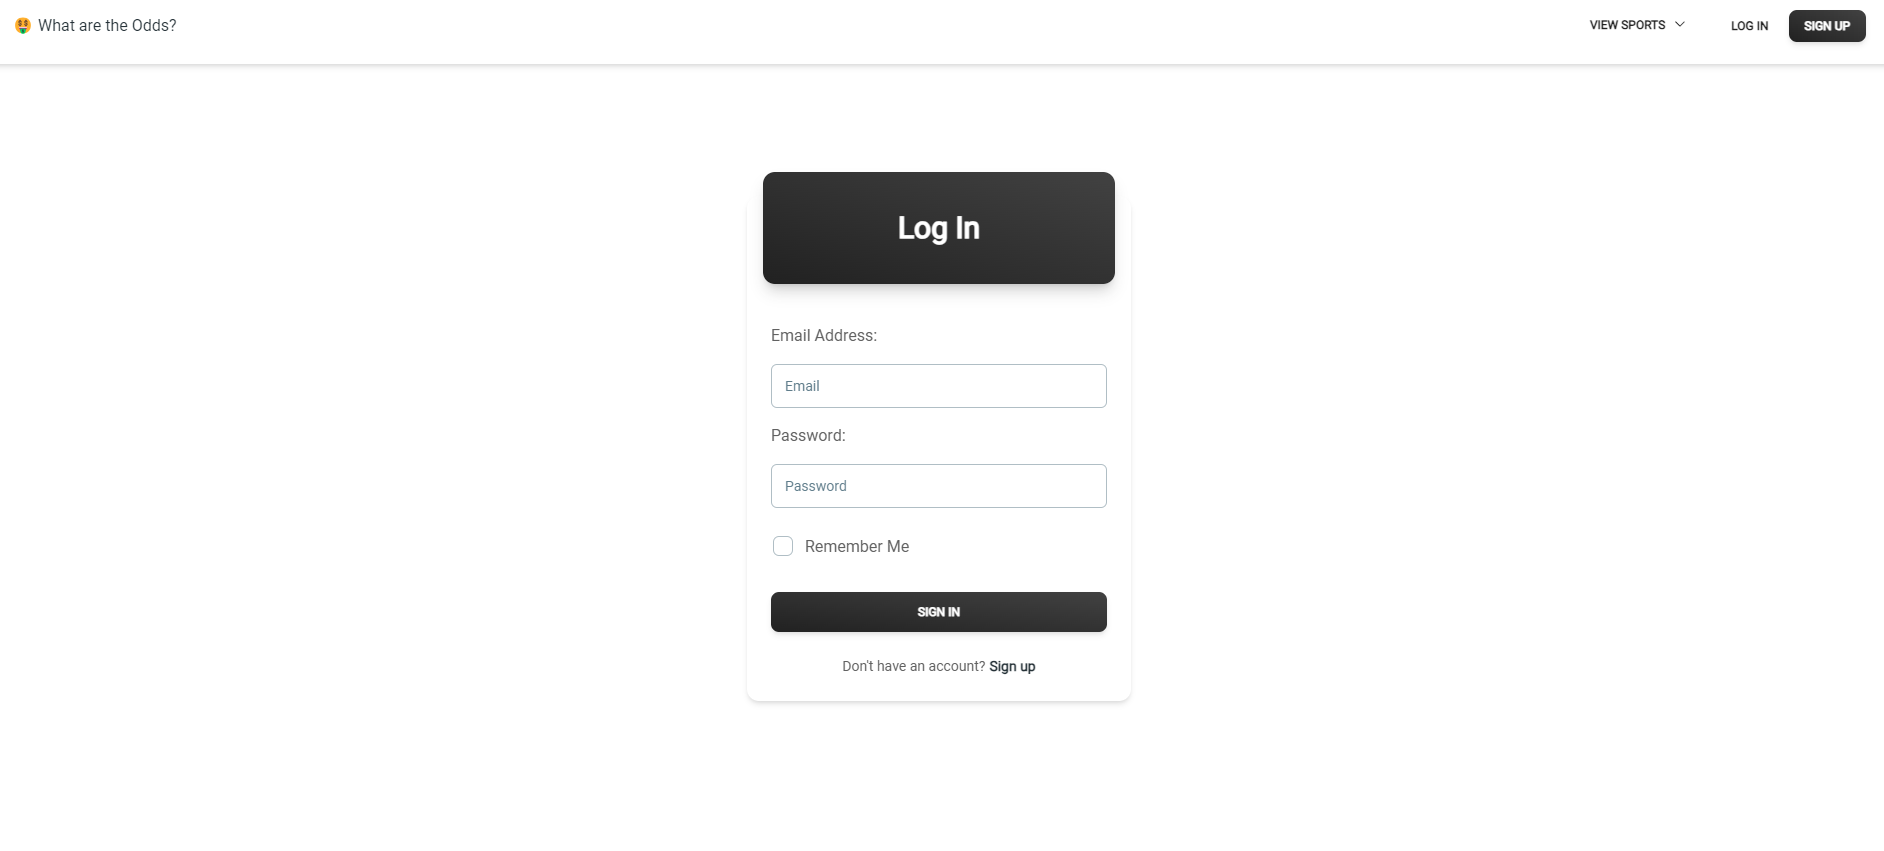 🤑 What are the Odds?
VIEW SPORTS
LOG IN
SIGN UP
Log In
Email Address:
Email
Password:
Password
Remember Me
SIGN IN
Don't have an account? Sign up